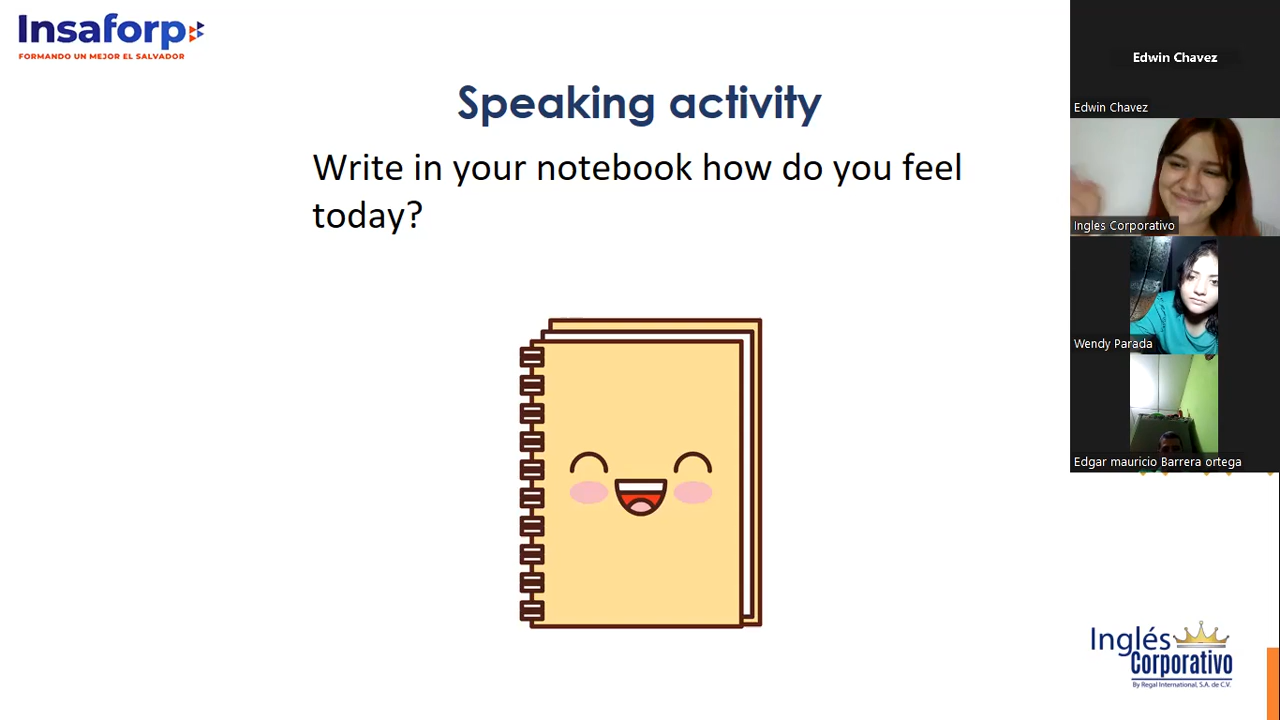 Insaforp
FORMANDO UN MEJOR EL SALVADOR
Speaking activity
Write in your notebook how do you feel
today?
Edwin Chavez
Edwin Chavez
Ingles Corporativo
Wendy Parada
Edgar mauricio Barrera ortega
Inglés
Corporativo
By Regal International, S.A. de C.V.